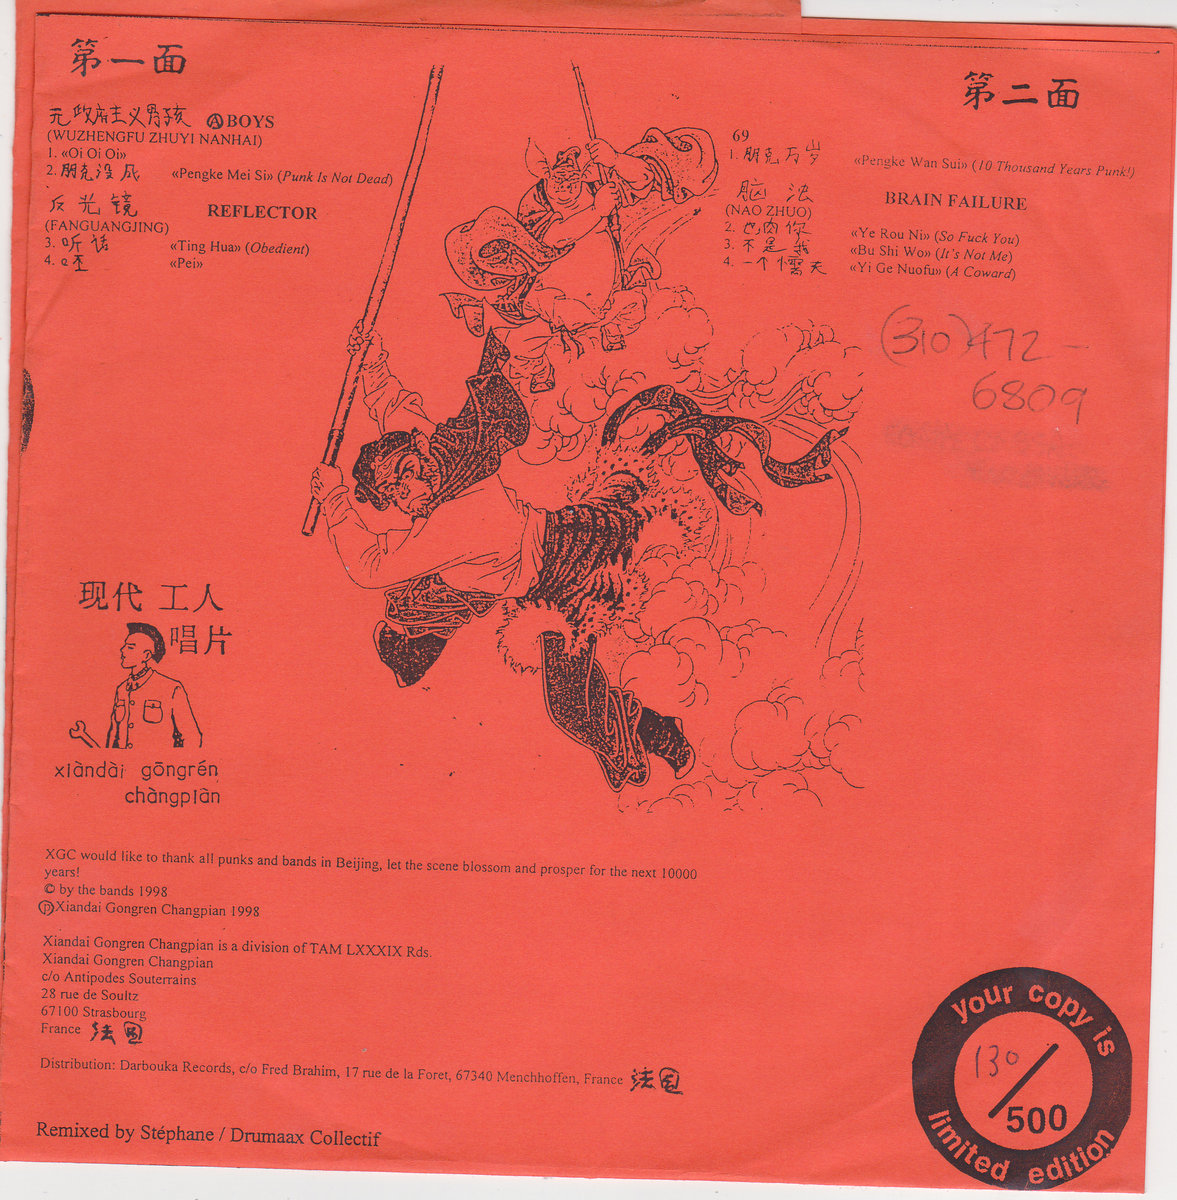 第一面
无政府主义男孩 Ⓐ BOYS
(WUZHENGFU ZHUYI NANHAI)
1. «Oi Oi Oi»
2. 朋克没死 «Pengke Mei Si» (Punk Is Not Dead)
反光镜 REFLECTOR
(FANGUANGJING)
3. 听话 «Ting Hua» (Obedient)
4. 呸 «Pei»
第二面
69
1. 朋克万岁 «Pengke Wan Sui» (10 Thousand Years Punk!)
脑浊 BRAIN FAILURE
(NAO ZHUO)
2. 也肉你 «Ye Rou Ni» (So Fuck You)
3. 不是我 «Bu Shi Wo» (It's Not Me)
4. 一个懦夫 «Yi Ge Nuofu» (A Coward)
(310)472-
6809
现代工人
唱片
xiàndài gōngrén
chàngpiàn
XGC would like to thank all punks and bands in Beijing, let the scene blossom and prosper for the next 10000
years!
© by the bands 1998
℗ Xiandai Gongren Changpian 1998
Xiandai Gongren Changpian is a division of TAM LXXXIX Rds.
Xiandai Gongren Changpian
c/o Antipodes Souterrains
28 rue de Soultz
67100 Strasbourg
France 法国
Distribution: Darbouka Records, c/o Fred Brahim, 17 rue de la Foret, 67340 Menchhoffen, France 法国
Remixed by Stéphane / Drumaax Collectif
your copy is
130/500
limited edition